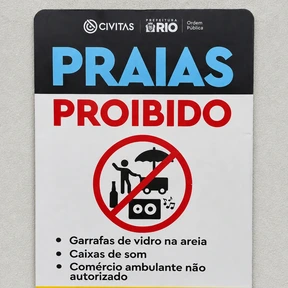 CIVITAS
PREFEITURA
RIO
Ordem
Pública
PRAIAS
PROIBIDO
• Garrafas de vidro na areia
• Caixas de som
• Comércio ambulante não
autorizado